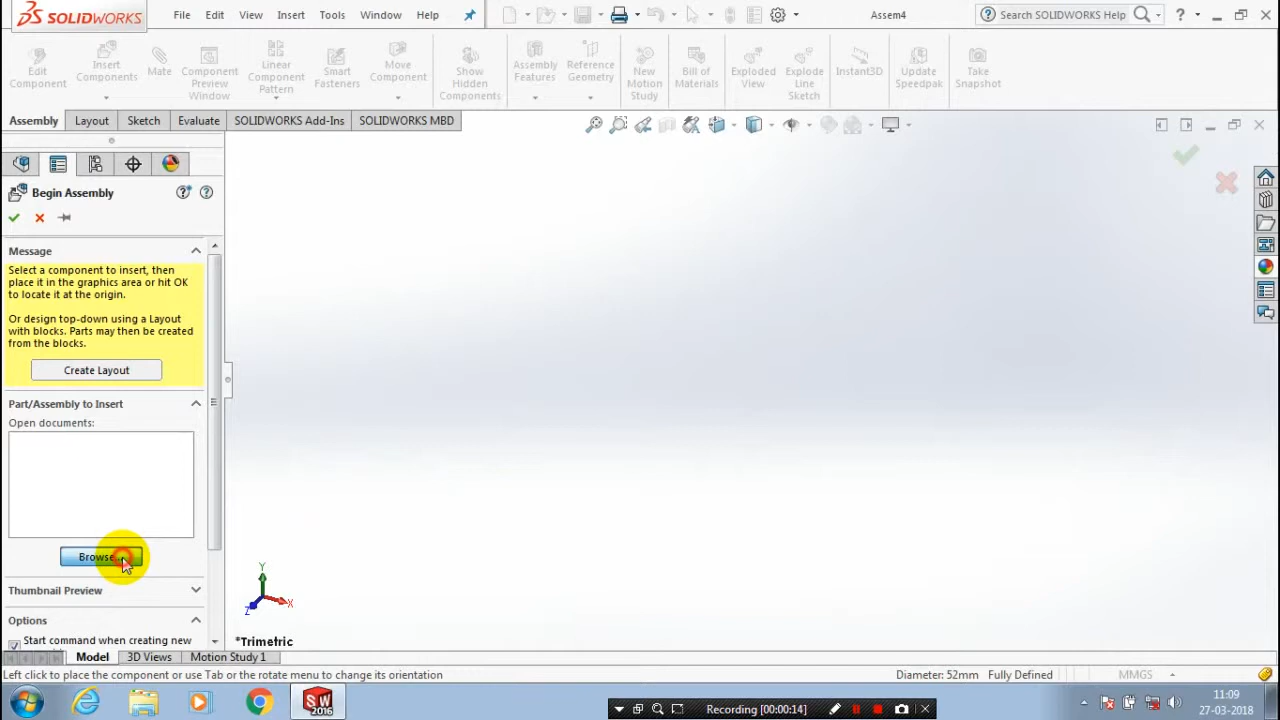 SOLIDWORKS File Edit View Insert Tools Window Help Assem4 Search SOLIDWORKS Help
Edit Component
Insert Components
Mate
Component Preview Window
Linear Component Pattern
Smart Fasteners
Move Component
Show Hidden Components
Assembly Features
Reference Geometry
New Motion Study
Bill of Materials
Exploded View
Explode Line Sketch
Instant3D
Update Speedpak
Take Snapshot
Assembly Layout Sketch Evaluate SOLIDWORKS Add-Ins SOLIDWORKS MBD
Begin Assembly
Message
Select a component to insert, then
place it in the graphics area or hit OK
to locate it at the origin.
Or design top-down using a Layout
with blocks. Parts may then be created
from the blocks.
Create Layout
Part/Assembly to Insert
Open documents:
Browse...
Thumbnail Preview
Options
Start command when creating new
Y
X
Z
*Trimetric
Model 3D Views Motion Study 1
Left click to place the component or use Tab or the rotate menu to change its orientation Diameter: 52mm Fully Defined MMGS
SW 2016
Recording [00:00:14]
11:09
27-03-2018